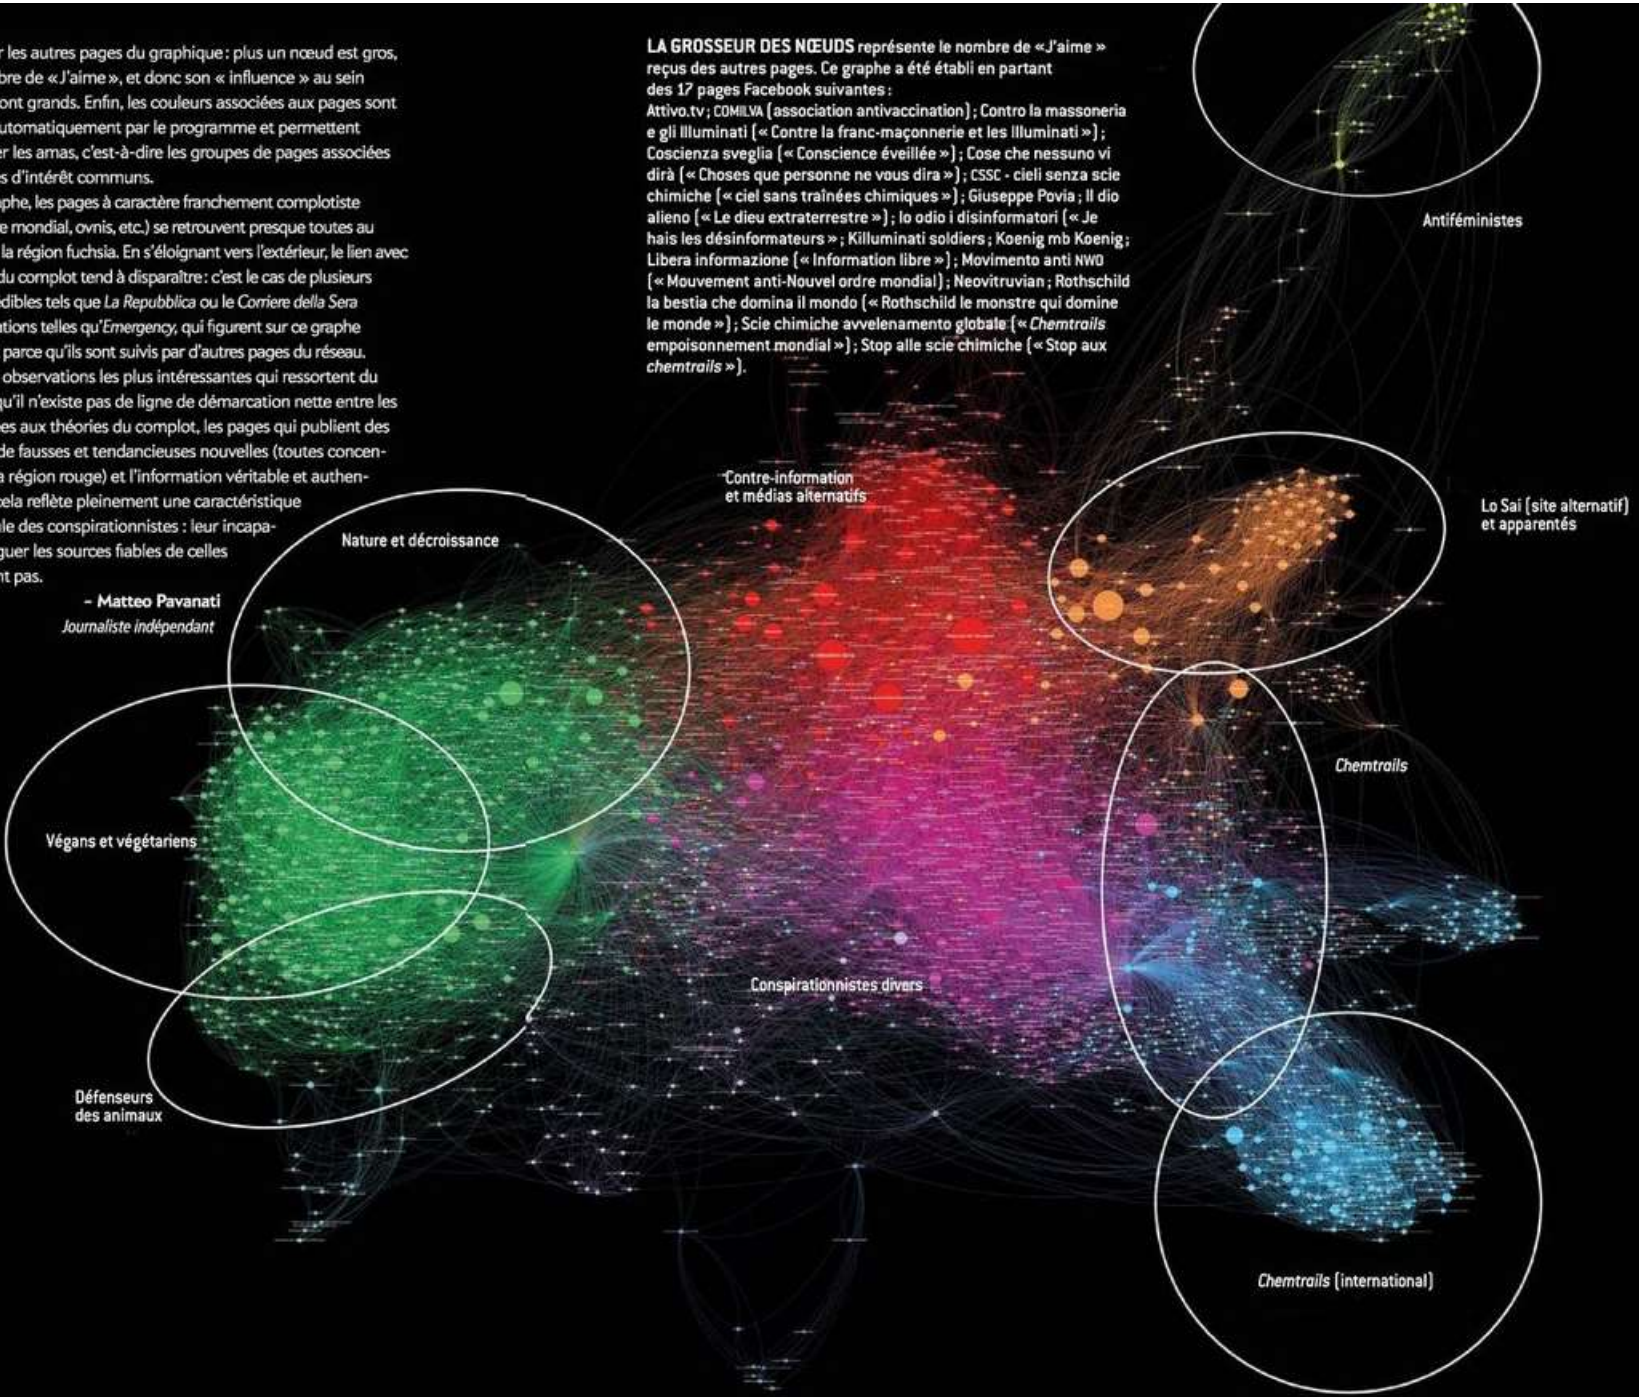 r les autres pages du graphique : plus un nœud est gros,
bre de « J'aime », et donc son « influence » au sein
ont grands. Enfin, les couleurs associées aux pages sont
utomatiquement par le programme et permettent
er les amas, c'est-à-dire les groupes de pages associées
s d'intérêt communs.
phe, les pages à caractère franchement complotiste
e mondial, ovnis, etc.) se retrouvent presque toutes au
la région fuchsia. En s'éloignant vers l'extérieur, le lien avec
du complot tend à disparaître : c'est le cas de plusieurs
édibles tels que La Repubblica ou le Corriere della Sera
tions telles qu'Emergency, qui figurent sur ce graphe
parce qu'ils sont suivis par d'autres pages du réseau.
observations les plus intéressantes qui ressortent du
qu'il n'existe pas de ligne de démarcation nette entre les
es aux théories du complot, les pages qui publient des
de fausses et tendancieuses nouvelles (toutes concen-
a région rouge) et l'information véritable et authen-
cela reflète pleinement une caractéristique
le des conspirationnistes : leur incapa-
guer les sources fiables de celles
nt pas.
– Matteo Pavanati
Journaliste indépendant
LA GROSSEUR DES NŒUDS représente le nombre de «J'aime »
reçus des autres pages. Ce graphe a été établi en partant
des 17 pages Facebook suivantes :
Attivo.tv ; COMILVA (association antivaccination) ; Contro la massoneria
e gli Illuminati (« Contre la franc-maçonnerie et les Illuminati ») ;
Coscienza sveglia (« Conscience éveillée ») ; Cose che nessuno vi
dirà (« Choses que personne ne vous dira ») ; CSSC - cieli senza scie
chimiche (« ciel sans traînées chimiques ») ; Giuseppe Povia ; Il dio
alieno (« Le dieu extraterrestre ») ; Io odio i disinformatori (« Je
hais les désinformateurs » ; Killuminati soldiers ; Koenig mb Koenig ;
Libera informazione (« Information libre ») ; Movimento anti NWO
(« Mouvement anti-Nouvel ordre mondial) ; Neovitruvian ; Rothschild
la bestia che domina il mondo (« Rothschild le monstre qui domine
le monde ») ; Scie chimiche avvelenamento globale (« Chemtrails
empoisonnement mondial ») ; Stop alle scie chimiche (« Stop aux
chemtrails »).
Antiféministes
Contre-information
et médias alternatifs
Lo Sai (site alternatif)
et apparentés
Nature et décroissance
Chemtrails
Végans et végétariens
Conspirationnistes divers
Défenseurs
des animaux
Chemtrails (international)